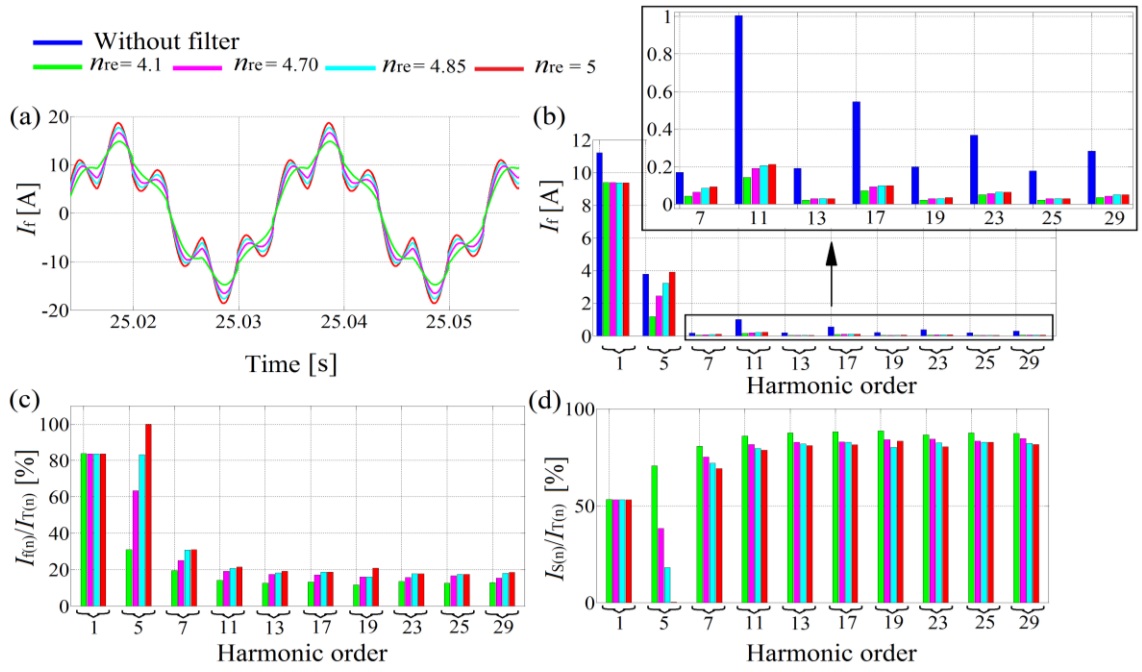 Without filter
nre = 4.1 nre = 4.70 nre = 4.85 nre = 5
(a)
If [A]
20
10
0
-10
-20
25.02 25.03 25.04 25.05
Time [s]
(b)
If [A]
12
10
8
6
4
2
0
1 5 7 11 13 17 19 23 25 29
Harmonic order
1
0.8
0.6
0.4
0.2
0
7 11 13 17 19 23 25 29
(c)
If(n)/IT(n) [%]
100
80
60
40
20
0
1 5 7 11 13 17 19 23 25 29
Harmonic order
(d)
IS(n)/IT(n) [%]
100
50
0
1 5 7 11 13 17 19 23 25 29
Harmonic order